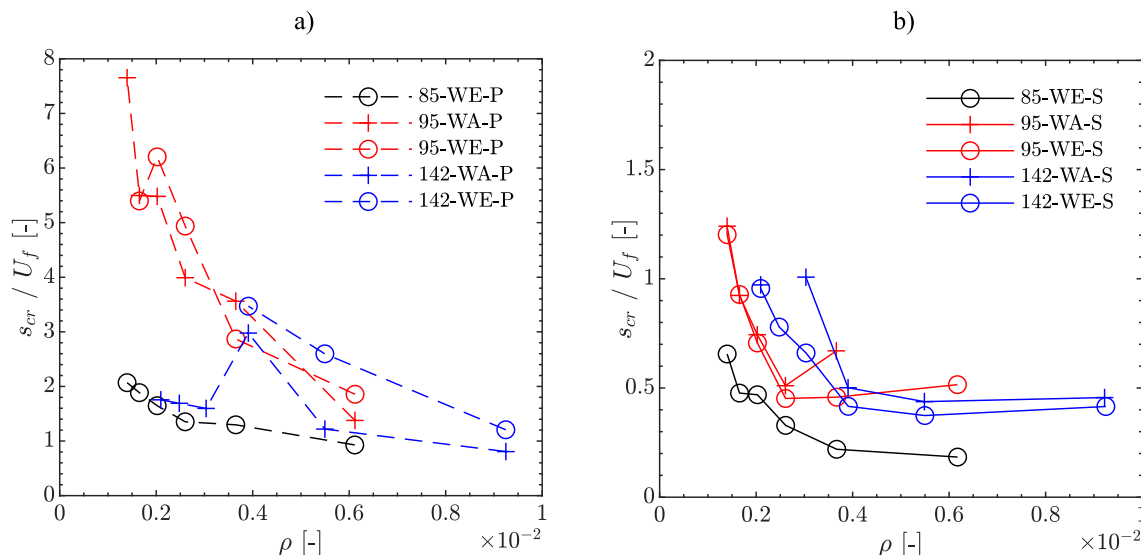 a)
8
7
6
5
4
3
2
1
0
s_cr / U_f [-]
85-WE-P
95-WA-P
95-WE-P
142-WA-P
142-WE-P
0 0.2 0.4 0.6 0.8 1
×10⁻²
ρ [-]
b)
2
1.5
1
0.5
0
s_cr / U_f [-]
85-WE-S
95-WA-S
95-WE-S
142-WA-S
142-WE-S
0 0.2 0.4 0.6 0.8 1
×10⁻²
ρ [-]